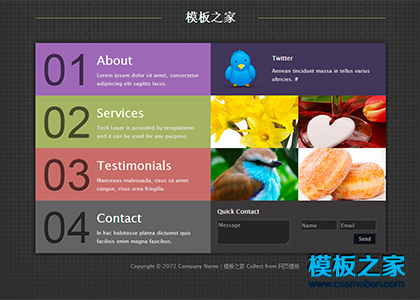 模板之家
01
About
Lorem ipsum dolor sit amet, consectetur
adipiscing elit sagittis lacus.
Twitter
Aenean tincidunt massa in tellus varius
ultricies. #
02
Services
Tech Layer is provided by templatemo
and it can be used for any purpose.
03
Testimonials
Maecenas malesuada, risus sit amet
congue, risus urna fringilla.
04
Contact
In hac habitasse platea, dictumst quis
facilisis enim magna faucibus.
Quick Contact
Message
Name
Email
Send
Copyright © 2072 Company Name | 模板之家 Collect from 网页模板
模板之家
www.cssmoban.com